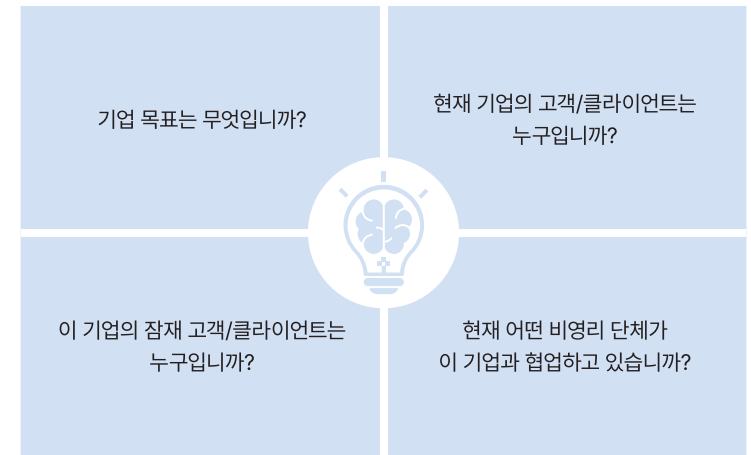 기업 목표는 무엇입니까?
현재 기업의 고객/클라이언트는
누구입니까?
이 기업의 잠재 고객/클라이언트는
누구입니까?
현재 어떤 비영리 단체가
이 기업과 협업하고 있습니까?